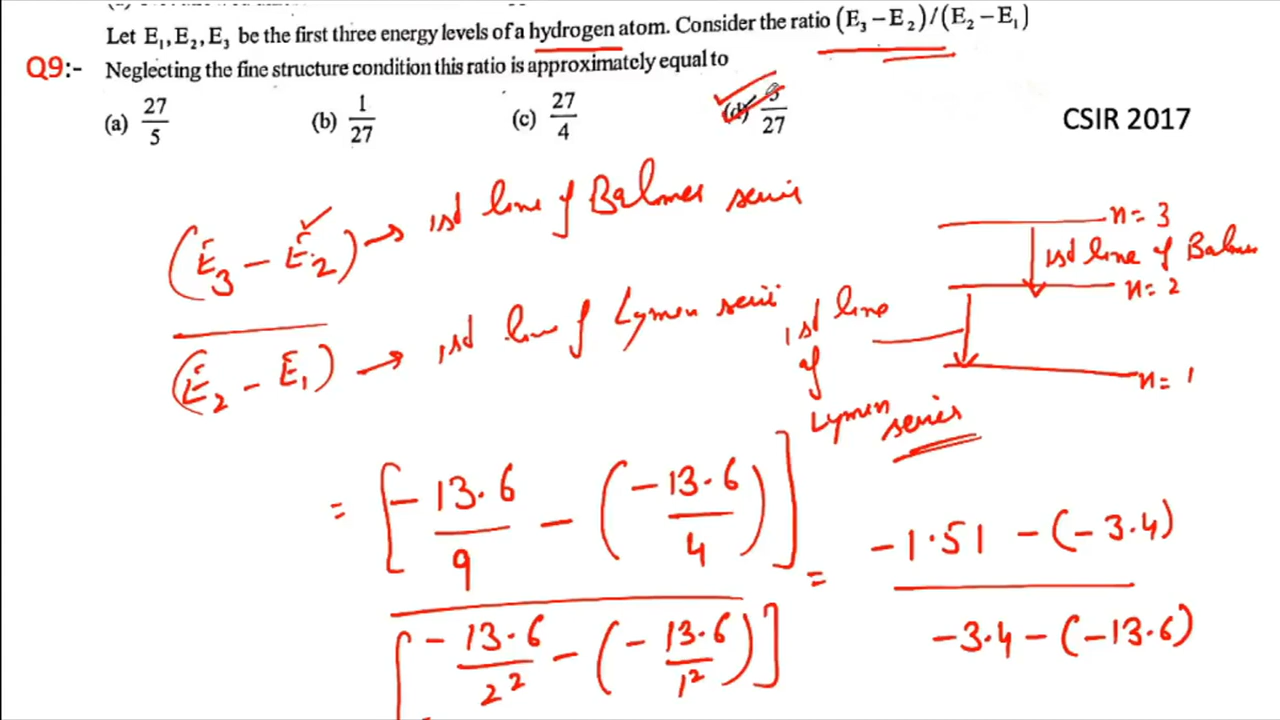 Let E₁,E₂,E₃ be the first three energy levels of a hydrogen atom. Consider the ratio (E₃−E₂)/(E₂−E₁)
Q9:- Neglecting the fine structure condition this ratio is approximately equal to
(a) 27/5 (b) 1/27 (c) 27/4 (d) 5/27 CSIR 2017
(E₃ − E₂) → 1st line of Balmer series
(E₂ − E₁) → 1st line of Lymen series
n=3
1st line of Balmer
n=2
1st line
of
Lymen
series
n=1
= [−13.6/9 − (−13.6/4)] / [−13.6/2² − (−13.6/1²)] = −1.51 −(−3.4) / −3.4 −(−13.6)